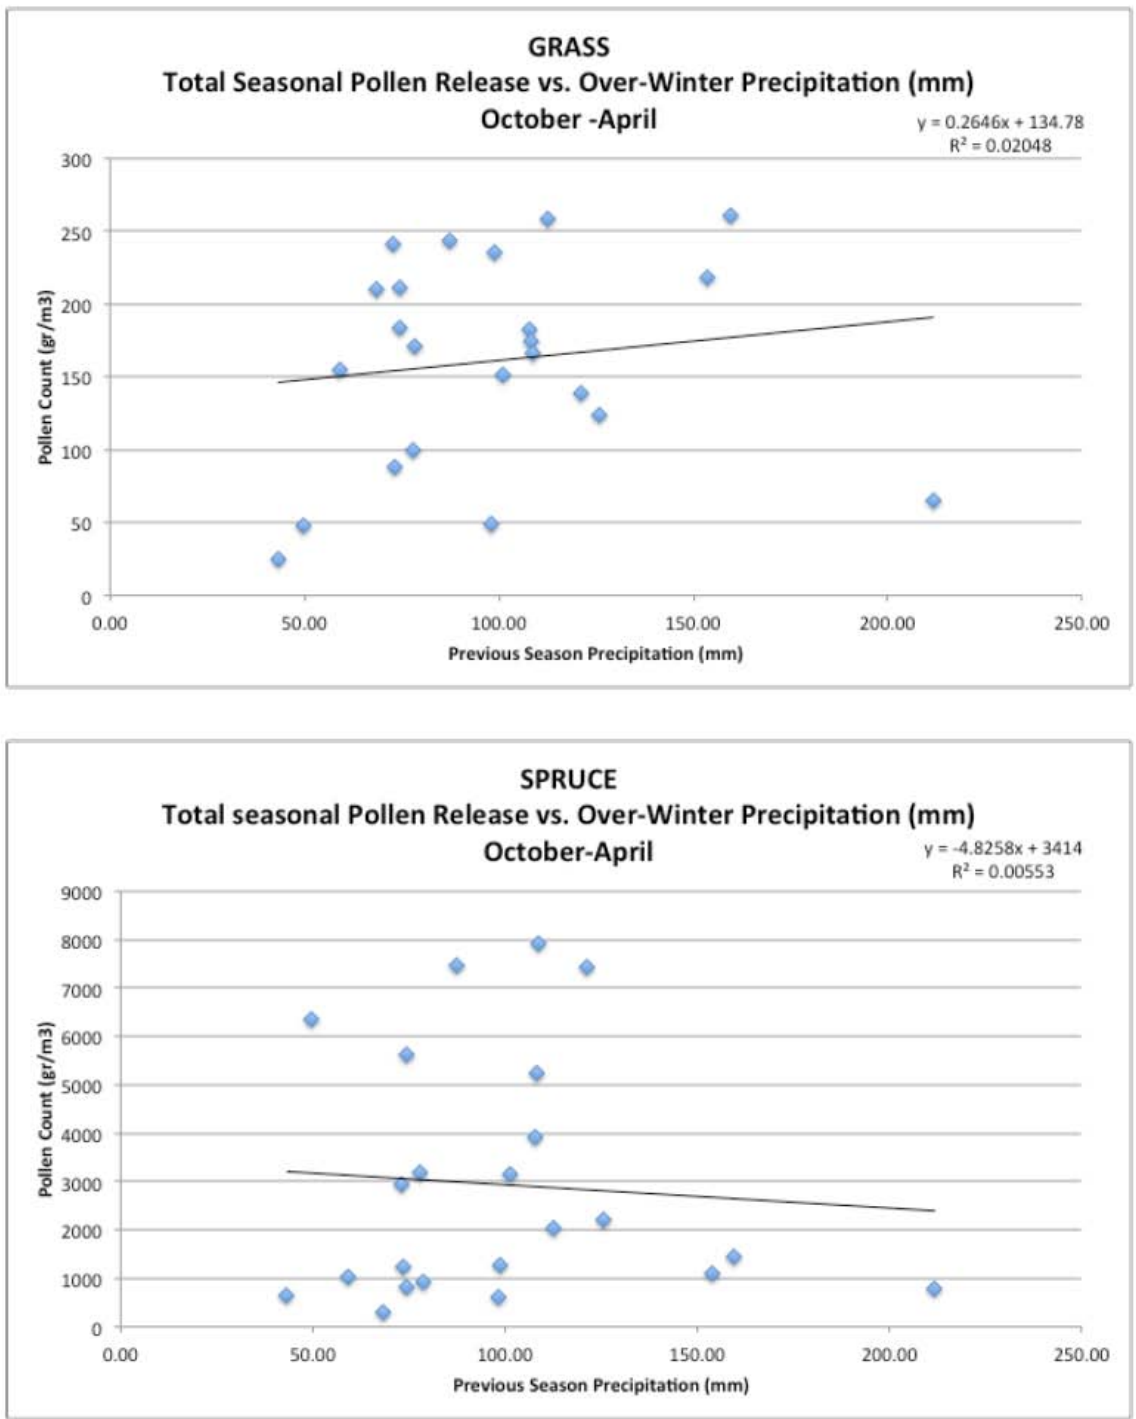 GRASS
Total Seasonal Pollen Release vs. Over-Winter Precipitation (mm)
October -April
y = 0.2646x + 134.78
R² = 0.02048
300
250
200
150
100
50
0
Pollen Count (gr/m3)
0.00 50.00 100.00 150.00 200.00 250.00
Previous Season Precipitation (mm)
SPRUCE
Total seasonal Pollen Release vs. Over-Winter Precipitation (mm)
October-April
y = -4.8258x + 3414
R² = 0.00553
9000
8000
7000
6000
5000
4000
3000
2000
1000
0
Pollen Count (gr/m3)
0.00 50.00 100.00 150.00 200.00 250.00
Previous Season Precipitation (mm)